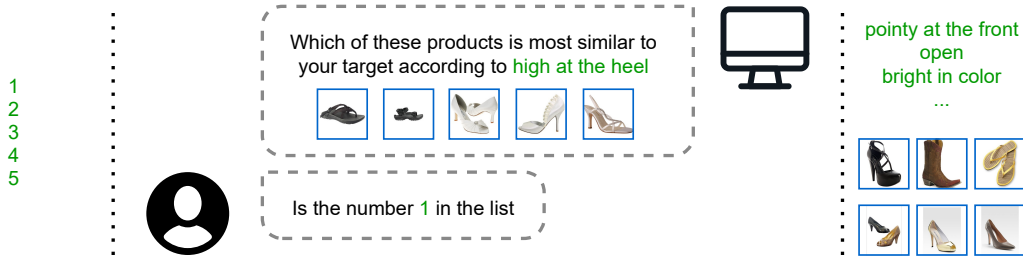 1
2
3
4
5
Which of these products is most similar to
your target according to high at the heel
Is the number 1 in the list
pointy at the front
open
bright in color
...